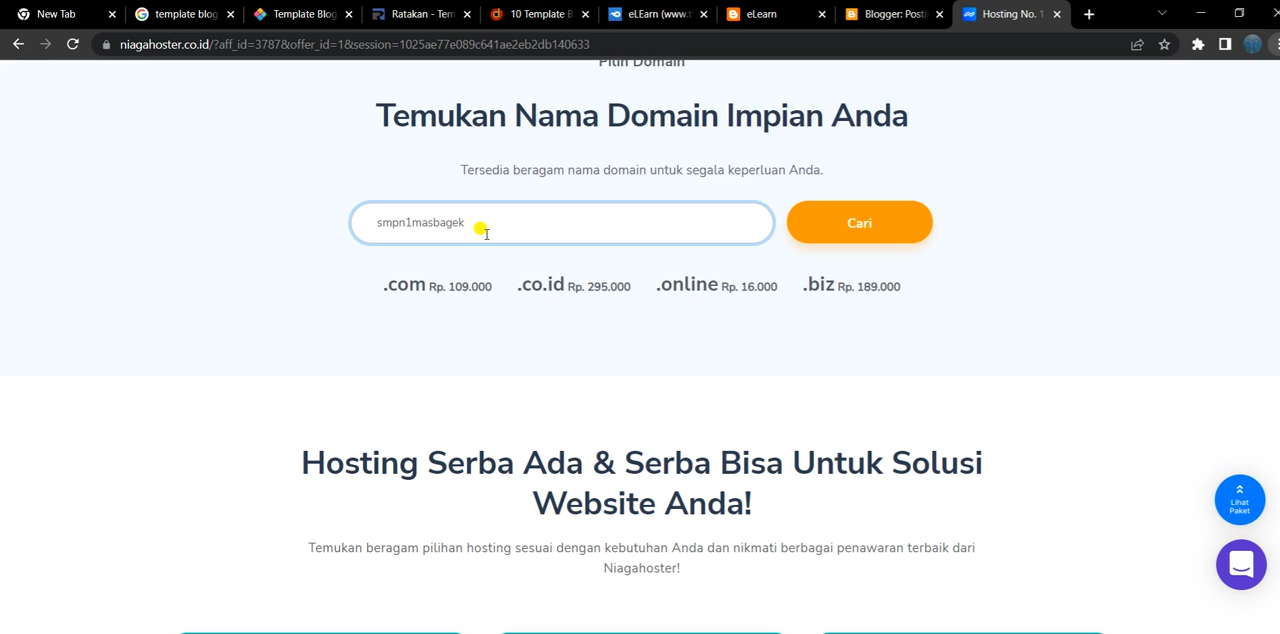 New Tab
template blog
Template Blog
Ratakan - Tem
10 Template B
eLEarn (www.t
eLearn
Blogger: Posti
Hosting No. 1
niagahoster.co.id/?aff_id=3787&offer_id=1&session=1025ae77e089c641ae2eb2db140633
Pilih Domain
Temukan Nama Domain Impian Anda
Tersedia beragam nama domain untuk segala keperluan Anda.
smpn1masbagek
Cari
.com Rp. 109.000 .co.id Rp. 295.000 .online Rp. 16.000 .biz Rp. 189.000
Hosting Serba Ada & Serba Bisa Untuk Solusi
Website Anda!
Temukan beragam pilihan hosting sesuai dengan kebutuhan Anda dan nikmati berbagai penawaran terbaik dari
Niagahoster!
Lihat
Paket